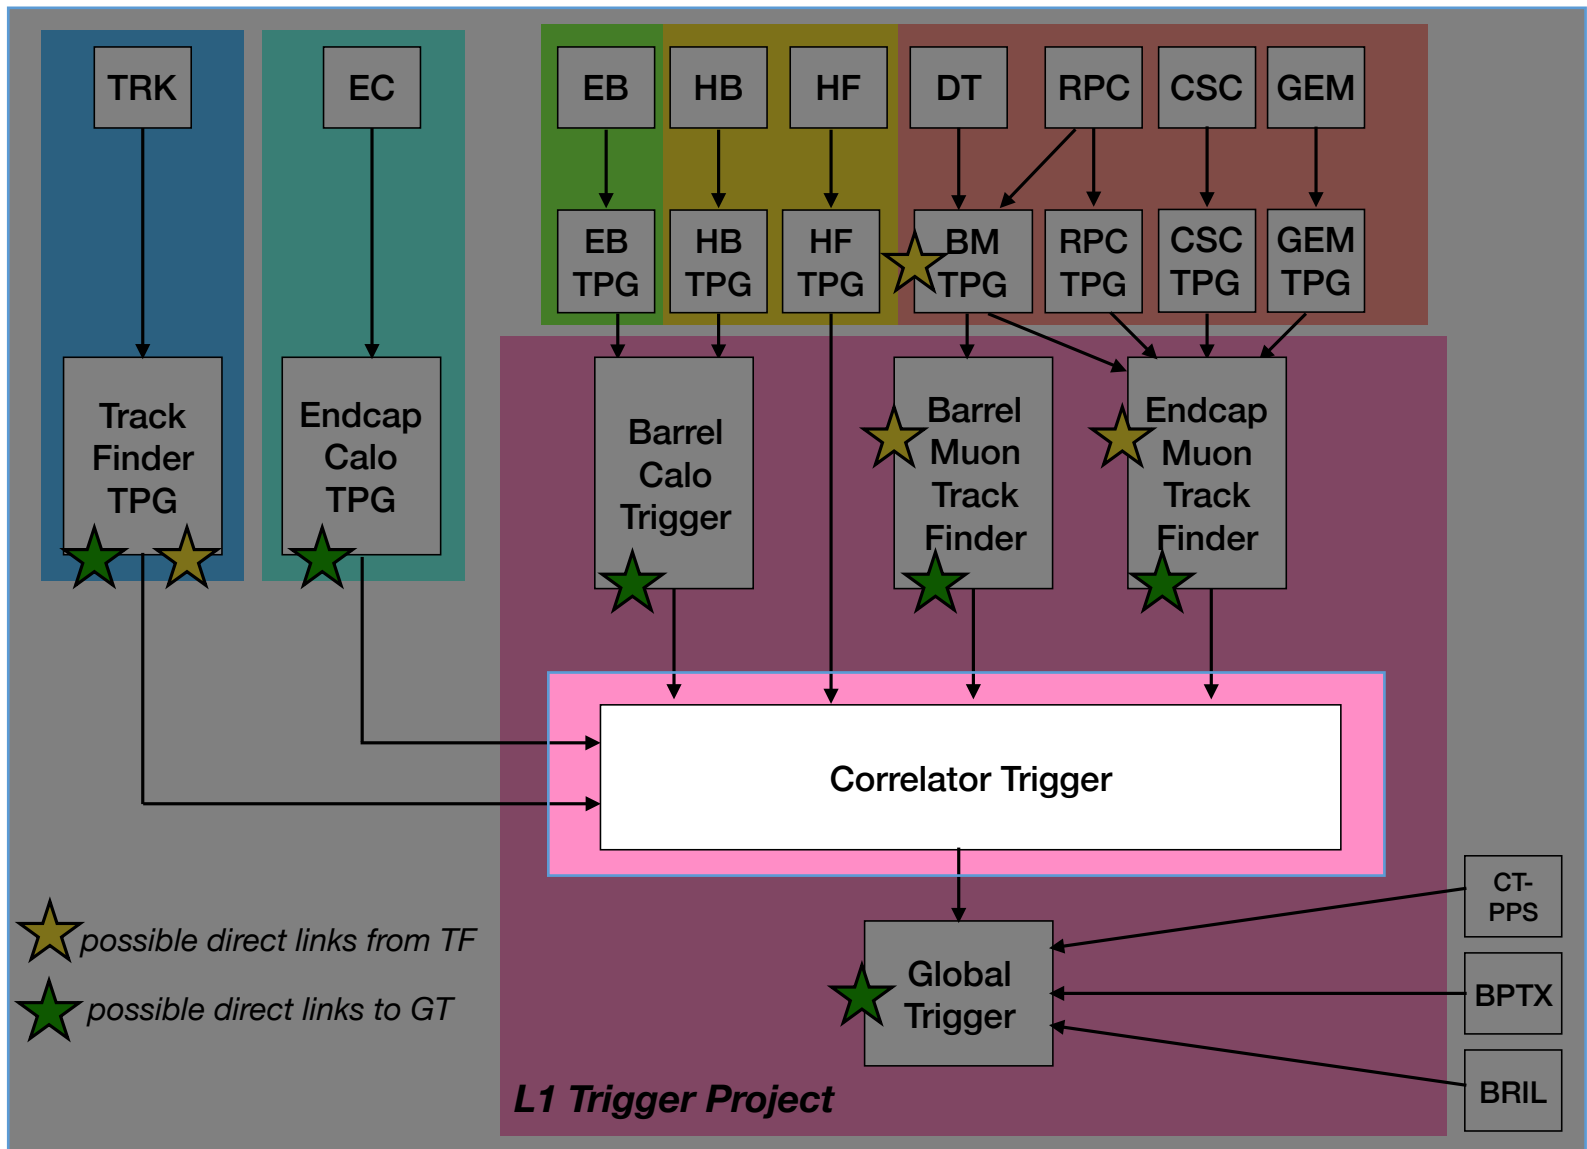 TRK
EC
EB
HB
HF
DT
RPC
CSC
GEM
EB
TPG
HB
TPG
HF
TPG
BM
TPG
RPC
TPG
CSC
TPG
GEM
TPG
Track
Finder
TPG
Endcap
Calo
TPG
Barrel
Calo
Trigger
Barrel
Muon
Track
Finder
Endcap
Muon
Track
Finder
Correlator Trigger
CT-
PPS
possible direct links from TF
Global
Trigger
BPTX
possible direct links to GT
BRIL
L1 Trigger Project